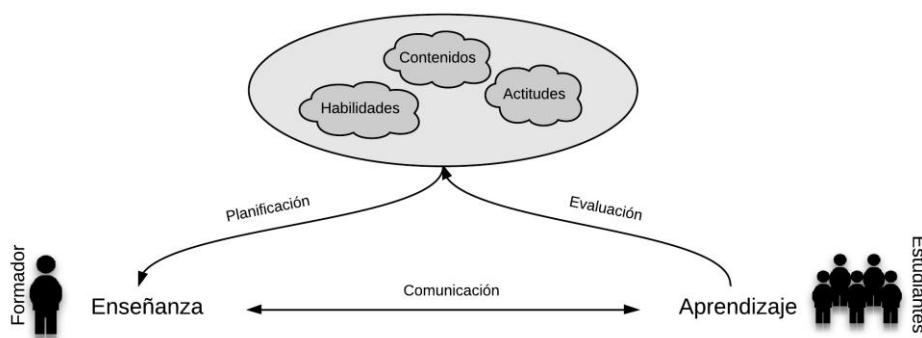 Contenidos
Actitudes
Habilidades
Planificación
Evaluación
Formador
Enseñanza
Comunicación
Aprendizaje
Estudiantes